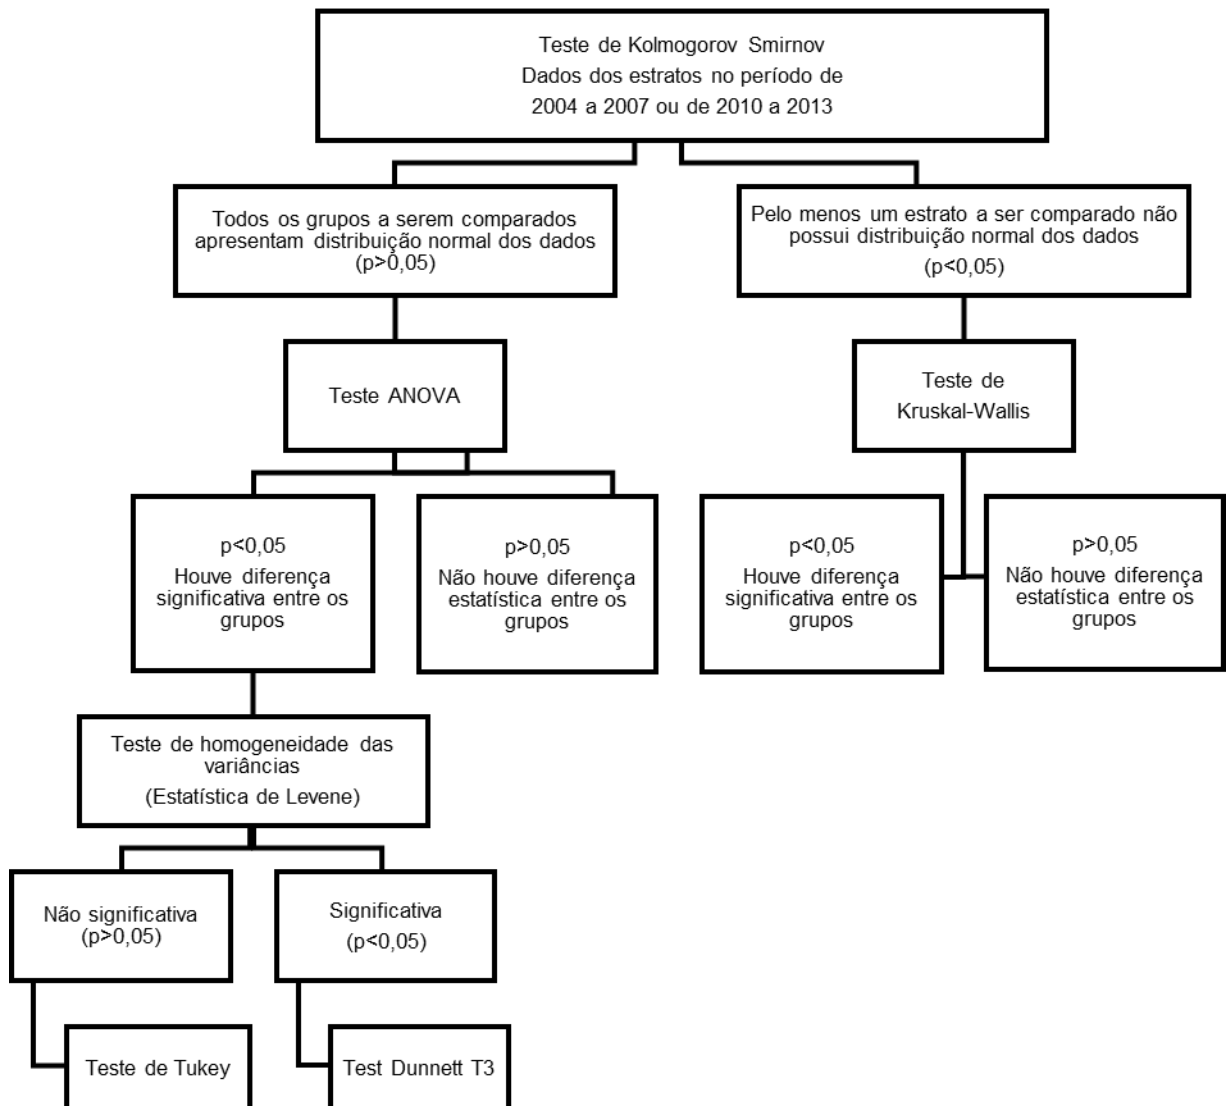 Teste de Kolmogorov Smirnov
Dados dos estratos no período de
2004 a 2007 ou de 2010 a 2013
Todos os grupos a serem comparados
apresentam distribuição normal dos dados
(p>0,05)
Pelo menos um estrato a ser comparado não
possui distribuição normal dos dados
(p<0,05)
Teste ANOVA
Teste de
Kruskal-Wallis
p<0,05
Houve diferença
significativa entre os
grupos
p>0,05
Não houve diferença
estatística entre os
grupos
p<0,05
Houve diferença
significativa entre os
grupos
p>0,05
Não houve diferença
estatística entre os
grupos
Teste de homogeneidade das
variâncias
(Estatística de Levene)
Não significativa
(p>0,05)
Significativa
(p<0,05)
Teste de Tukey
Test Dunnett T3